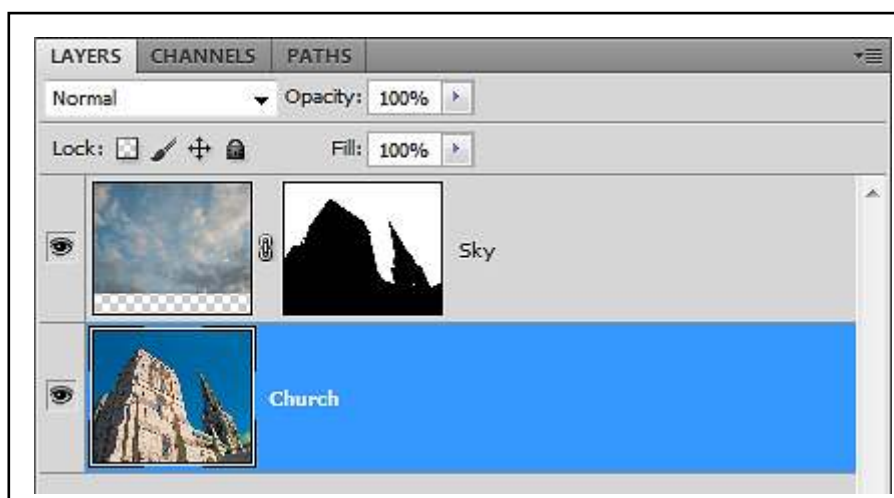 LAYERS CHANNELS PATHS
Normal Opacity: 100%
Lock: Fill: 100%
Sky
Church